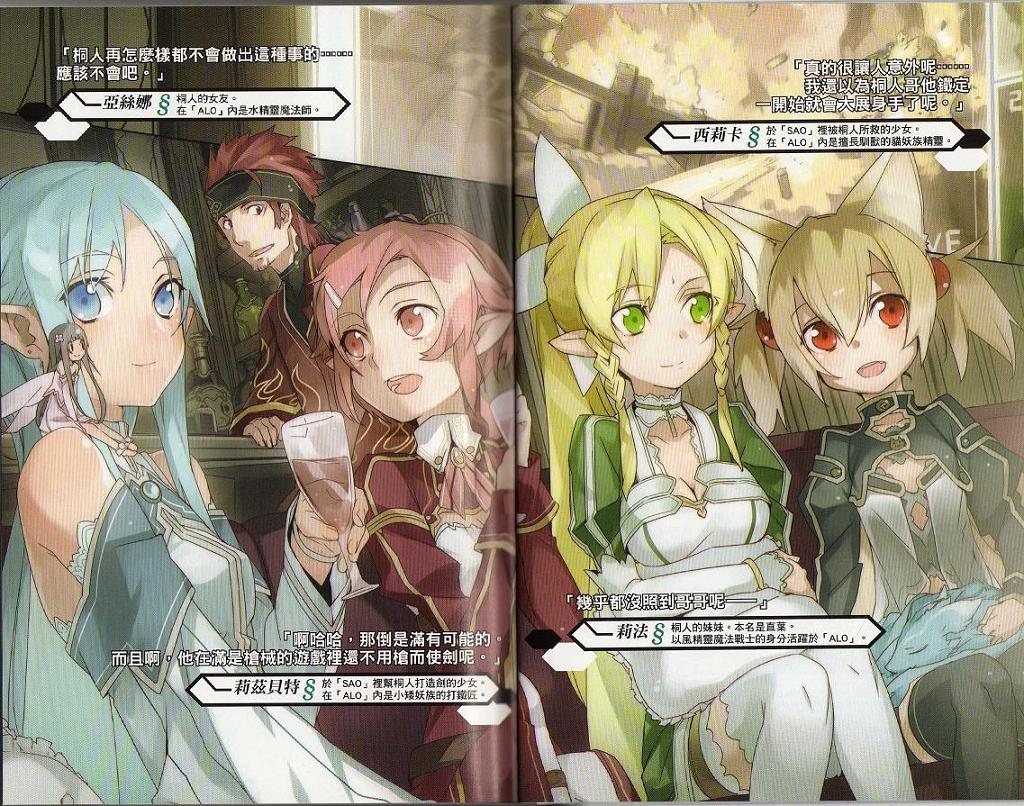 「桐人再怎麼樣都不會做出這種事的⋯⋯
應該不會吧。」
亞絲娜 §
桐人的女友。
在「ALO」內是水精靈魔法師。
「真的很讓人意外呢⋯⋯
我還以為桐人哥他鐵定
一開始就會大展身手了呢。」
西莉卡 §
於「SAO」裡被桐人所救的少女。
在「ALO」內是擅長馴獸的貓妖族精靈。
「啊哈哈，那倒是滿有可能的。
而且啊，他在滿是槍械的遊戲裡還不用槍而使劍呢。」
莉茲貝特 §
於「SAO」裡幫桐人打造劍的少女。
在「ALO」內是小矮妖族的打鐵匠。
「幾乎都沒照到哥哥呢──」
莉法 §
桐人的妹妹。本名是直葉。
以風精靈魔法戰士的身分活躍於「ALO」。